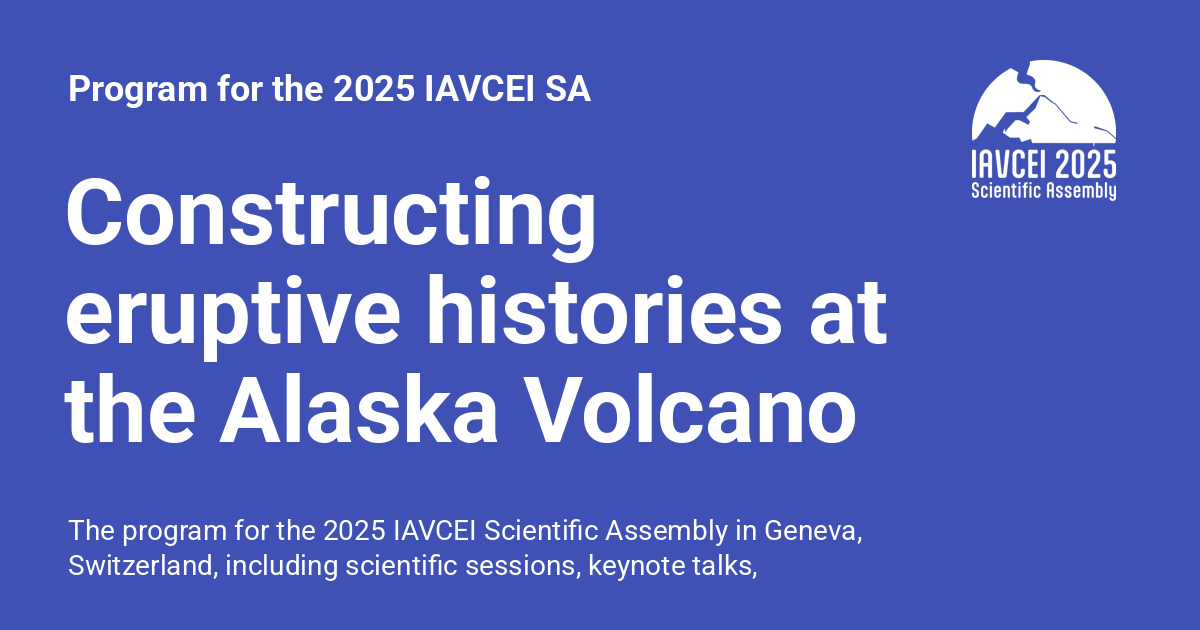 Program for the 2025 IAVCEI SA
IAVCEI 2025
Scientific Assembly
Constructing
eruptive histories at
the Alaska Volcano
The program for the 2025 IAVCEI Scientific Assembly in Geneva,
Switzerland, including scientific sessions, keynote talks,